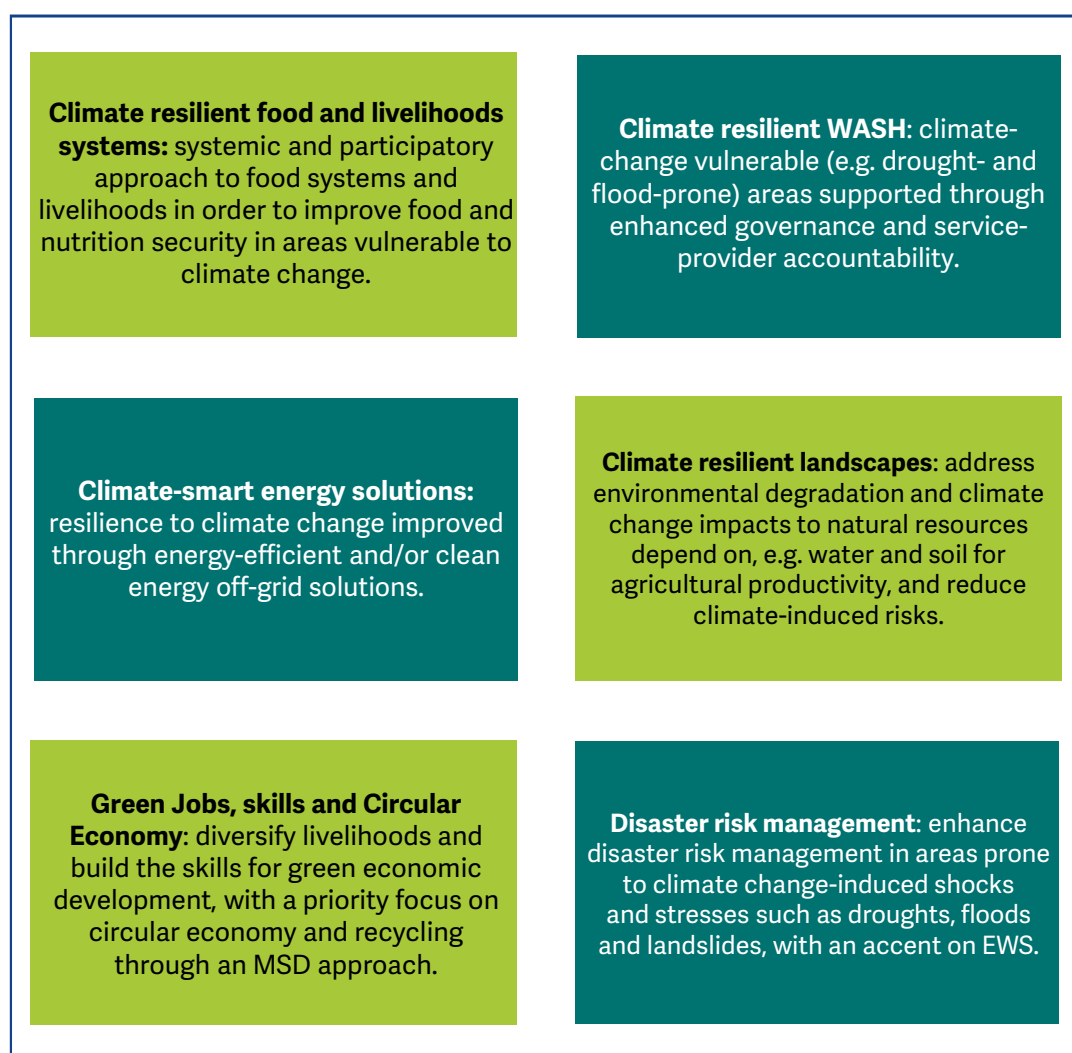 Climate resilient food and livelihoods
systems: systemic and participatory
approach to food systems and
livelihoods in order to improve food and
nutrition security in areas vulnerable to
climate change.
Climate resilient WASH: climate-
change vulnerable (e.g. drought- and
flood-prone) areas supported through
enhanced governance and service-
provider accountability.
Climate-smart energy solutions:
resilience to climate change improved
through energy-efficient and/or clean
energy off-grid solutions.
Climate resilient landscapes: address
environmental degradation and climate
change impacts to natural resources
depend on, e.g. water and soil for
agricultural productivity, and reduce
climate-induced risks.
Green Jobs, skills and Circular
Economy: diversify livelihoods and
build the skills for green economic
development, with a priority focus on
circular economy and recycling
through an MSD approach.
Disaster risk management: enhance
disaster risk management in areas prone
to climate change-induced shocks
and stresses such as droughts, floods
and landslides, with an accent on EWS.